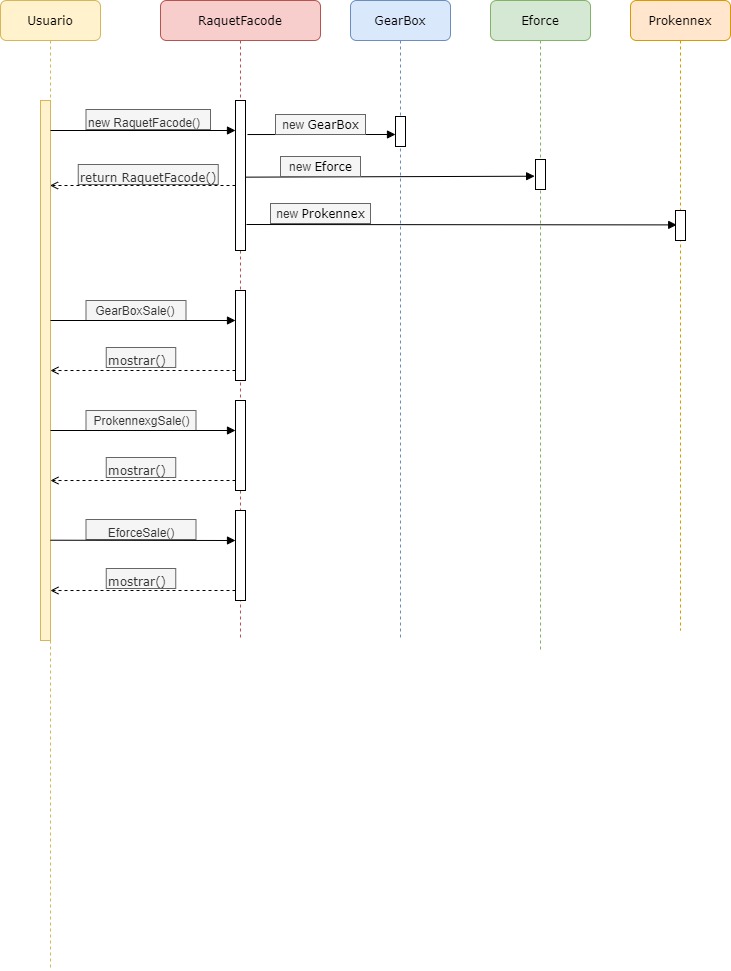 Usuario
RaquetFacode
GearBox
Eforce
Prokennex
new RaquetFacode()
new GearBox
return RaquetFacode()
new Eforce
new Prokennex
GearBoxSale()
mostrar()
ProkennexgSale()
mostrar()
EforceSale()
mostrar()